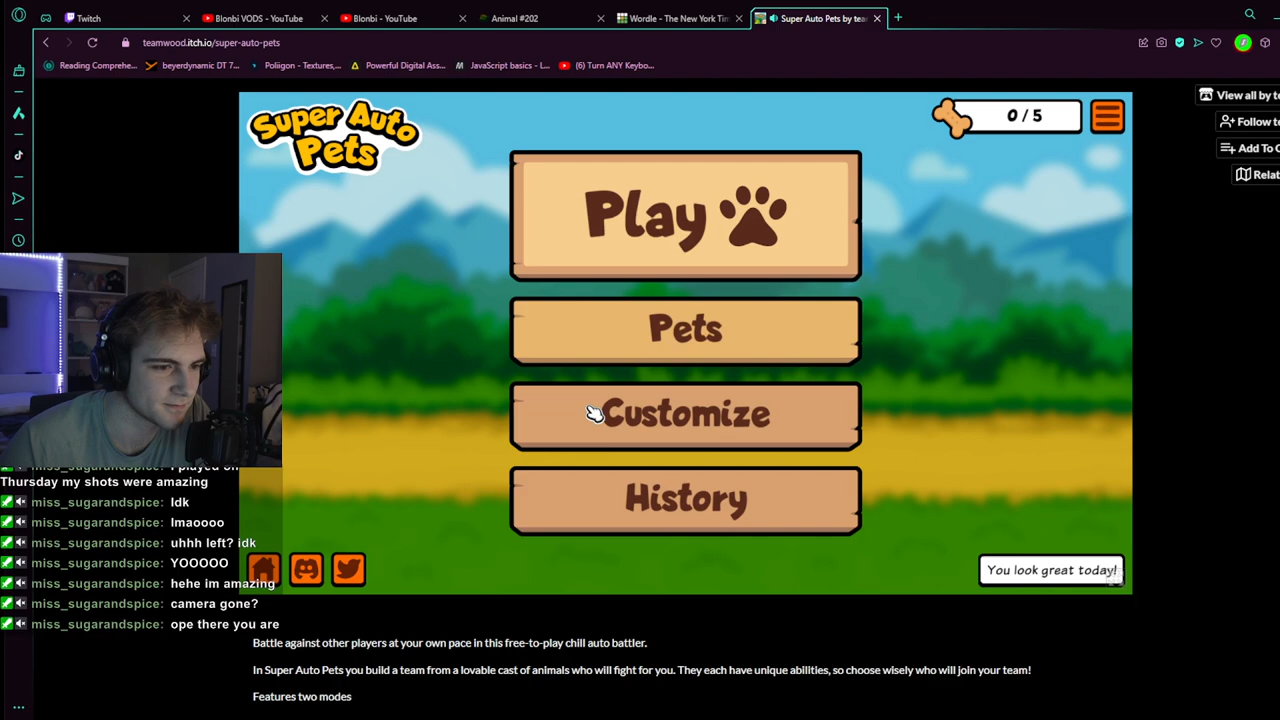 Twitch
Blonbi VODS - YouTube
Blonbi - YouTube
Animal #202
Wordle - The New York Tim
Super Auto Pets by tea
teamwood.itch.io/super-auto-pets
Reading Comprehe...
beyerdynamic DT 7...
Poliigon - Textures,...
Powerful Digital Ass...
JavaScript basics - L...
(6) Turn ANY Keybo...
View all by te
Follow te
Add To C
Relat
Super Auto Pets
0 / 5
Play
Pets
Customize
History
You look great today!
I played on
Thursday my shots were amazing
miss_sugarandspice: Idk
miss_sugarandspice: lmaoooo
miss_sugarandspice: uhhh left? idk
miss_sugarandspice: YOOOOO
miss_sugarandspice: hehe im amazing
miss_sugarandspice: camera gone?
miss_sugarandspice: ope there you are
Battle against other players at your own pace in this free-to-play chill auto battler.
In Super Auto Pets you build a team from a lovable cast of animals who will fight for you. They each have unique abilities, so choose wisely who will join your team!
Features two modes